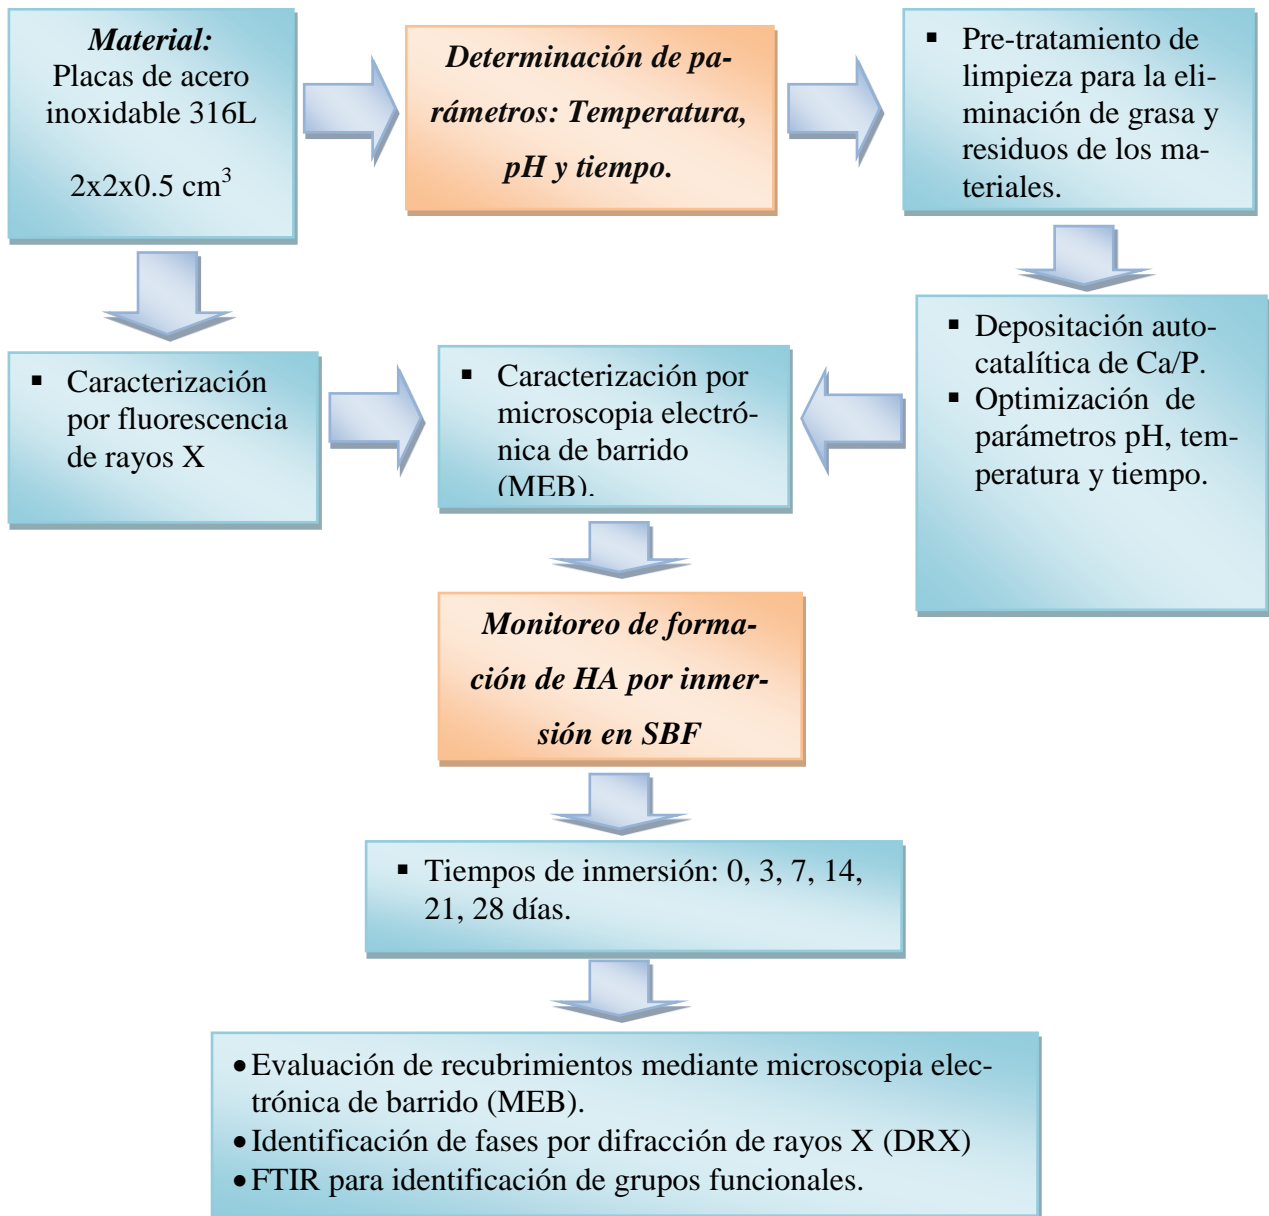 Material:
Placas de acero
inoxidable 316L
2x2x0.5 cm³
Determinación de pa-
rámetros: Temperatura,
pH y tiempo.
▪ Pre-tratamiento de
limpieza para la eli-
minación de grasa y
residuos de los ma-
teriales.
▪ Caracterización
por fluorescencia
de rayos X
▪ Caracterización por
microscopia electró-
nica de barrido
(MEB).
▪ Depositación auto-
catalítica de Ca/P.
▪ Optimización de
parámetros pH, tem-
peratura y tiempo.
Monitoreo de forma-
ción de HA por inmer-
sión en SBF
▪ Tiempos de inmersión: 0, 3, 7, 14,
21, 28 días.
• Evaluación de recubrimientos mediante microscopia elec-
trónica de barrido (MEB).
• Identificación de fases por difracción de rayos X (DRX)
• FTIR para identificación de grupos funcionales.